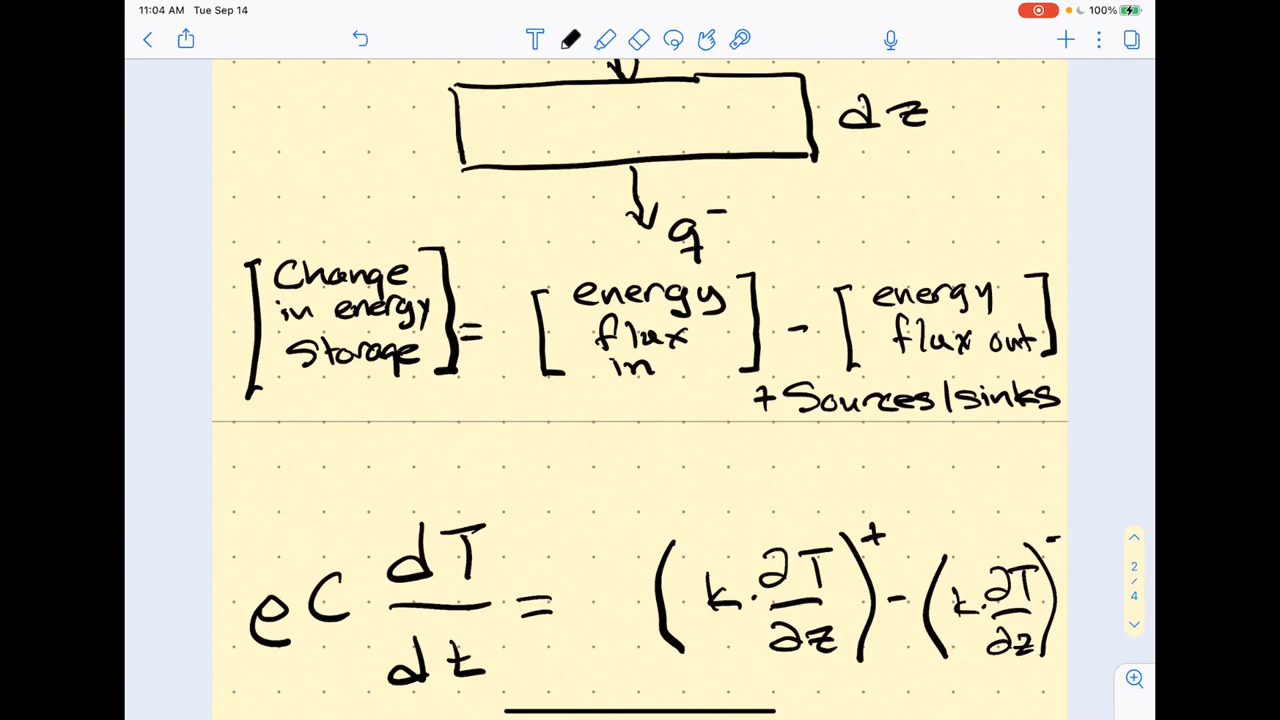 11:04 AM Tue Sep 14
100%
T
dz
q⁻
[Change in energy Storage] = [energy flux in] - [energy flux out]
+ Sources/sinks
ρC dT/dt = (k·∂T/∂z)⁺ - (k·∂T/∂z)⁻
2
/
4